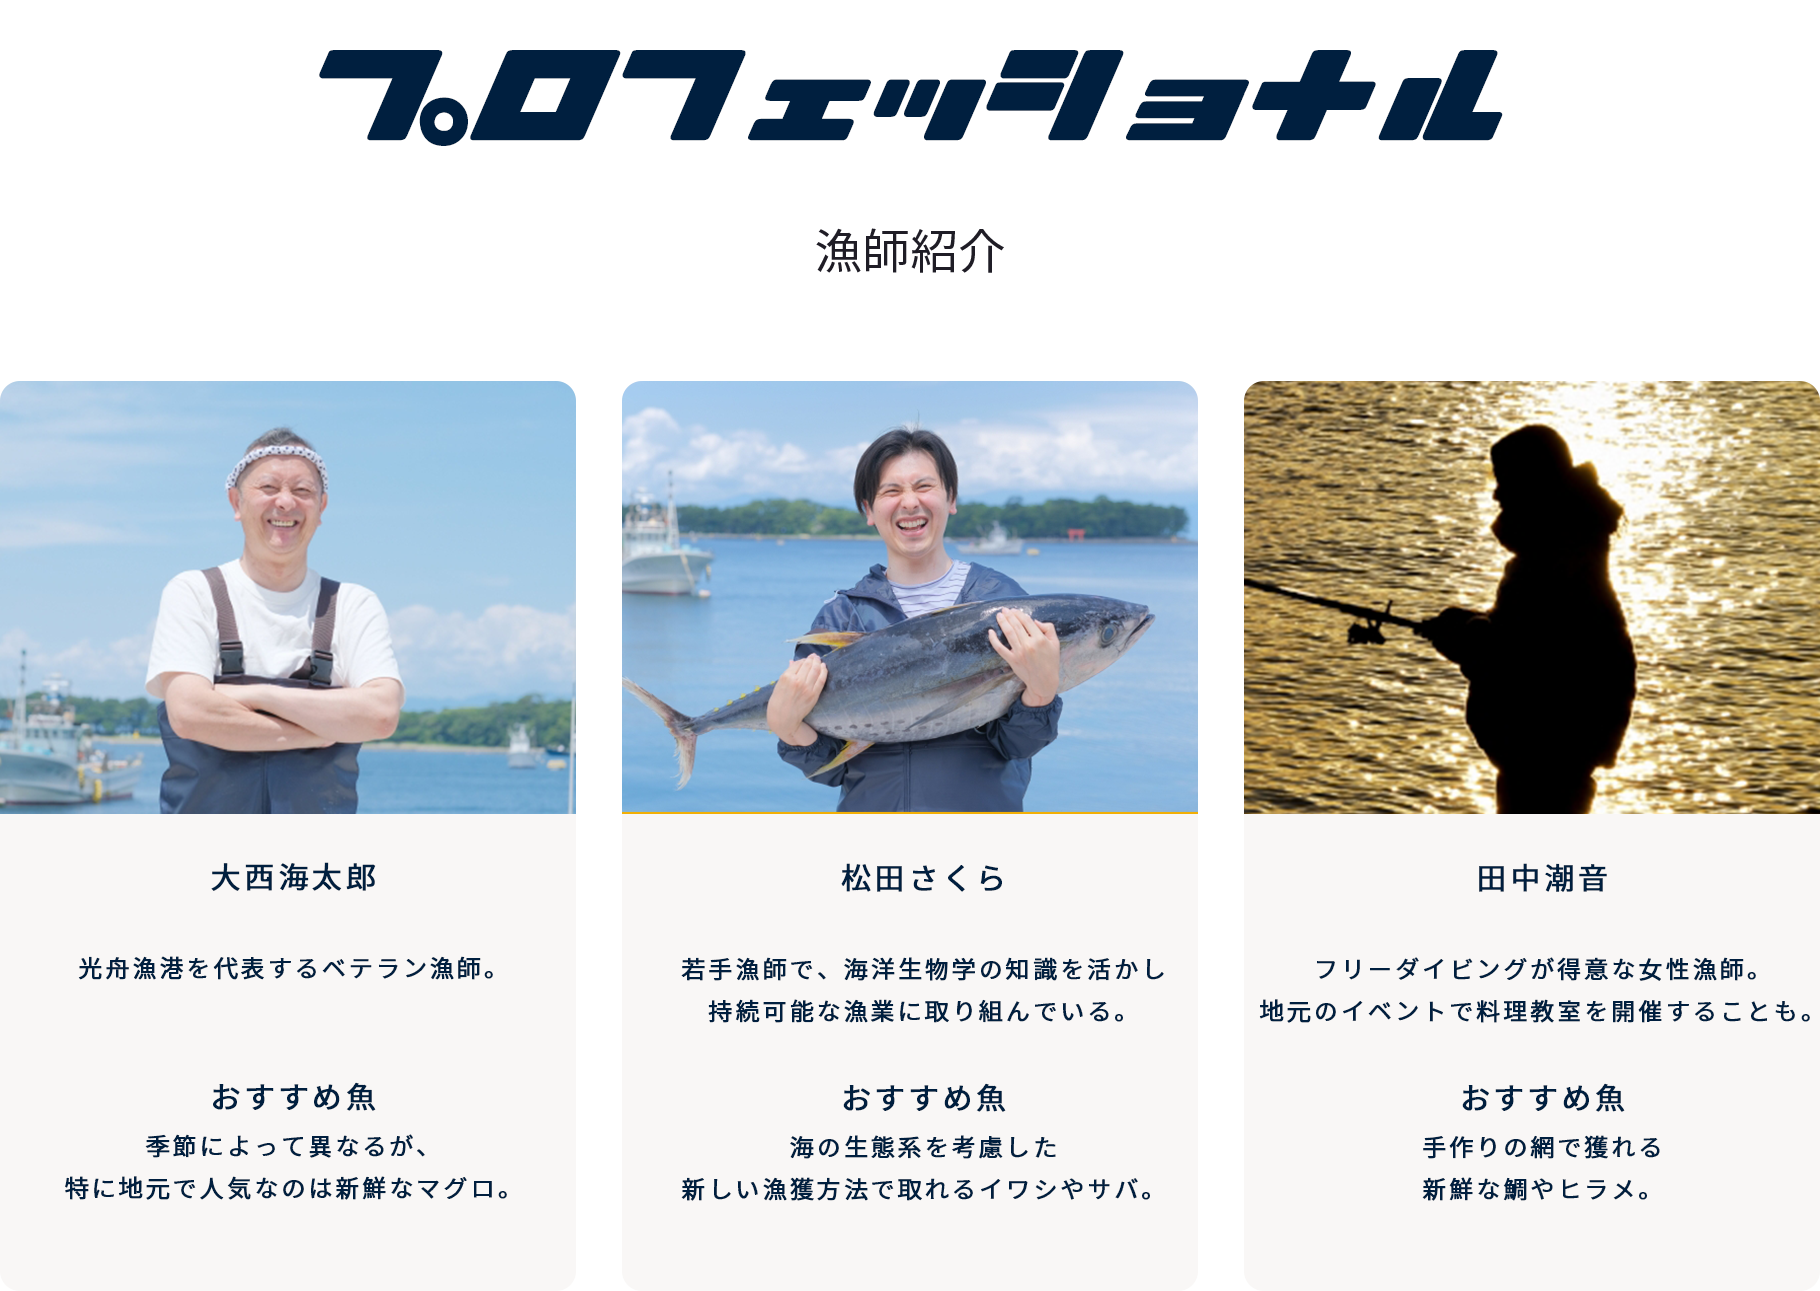 プロフェッショナル
漁師紹介
大西海太郎
光舟漁港を代表するベテラン漁師。
おすすめ魚
季節によって異なるが、
特に地元で人気なのは新鮮なマグロ。
松田さくら
若手漁師で、海洋生物学の知識を活かし
持続可能な漁業に取り組んでいる。
おすすめ魚
海の生態系を考慮した
新しい漁獲方法で取れるイワシやサバ。
田中潮音
フリーダイビングが得意な女性漁師。
地元のイベントで料理教室を開催することも。
おすすめ魚
手作りの網で獲れる
新鮮な鯛やヒラメ。